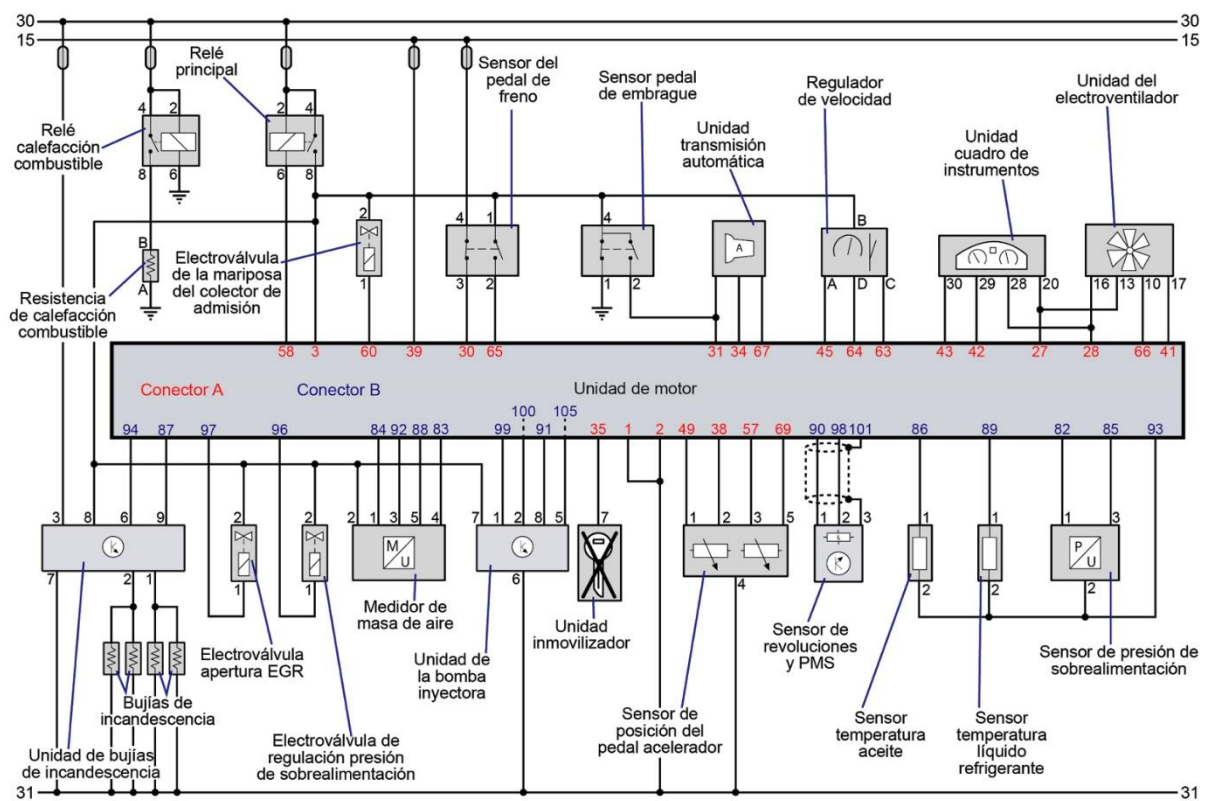 30 30
15 15
Relé
principal
Sensor del
pedal de
freno
Sensor pedal
de embrague
Regulador
de velocidad
Unidad del
electroventilador
Unidad
transmisión
automática
Unidad
cuadro de
instrumentos
Relé
calefacción
combustible
4 2
8 6
2 4
6 8
B
A
2
1
4 1
3 2
4
1 2
A
B
A D C
30 29 28 20
16 13 10 17
Resistencia
de calefacción
combustible
Electroválvula
de la mariposa
del colector de
admisión
58 3 60 39 30 65 31 34 67 45 64 63 43 42 27 28 66 41
Conector A Conector B Unidad de motor
100 105
94 87 97 96 84 92 88 83 99 91 35 1 2 49 38 57 69 90 98 101 86 89 82 85 93
3 8 6 9
7 2 1
2
1
2
1
2 1 3 5 4
M
U
7 1 2 8 5
6
7
1 2 3 5
4
1 2 3
1
2
1
2
1 3
P
U
2
Electroválvula
apertura EGR
Medidor de
masa de aire
Unidad de
la bomba
inyectora
Unidad
inmovilizador
Sensor de
revoluciones
y PMS
Sensor de presión de
sobrealimentación
Bujías de
incandescencia
Unidad de bujías
de incandescencia
Electroválvula de
regulación presión
de sobrealimentación
Sensor de
posición del
pedal acelerador
Sensor
temperatura
aceite
Sensor
temperatura
líquido
refrigerante
31 31